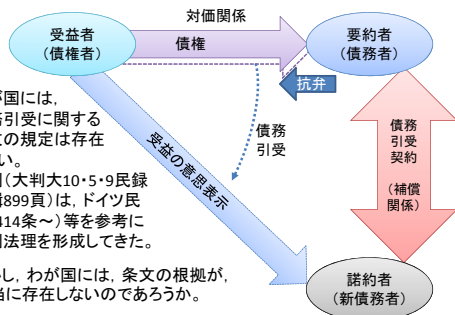 対価関係
受益者
(債権者)
債権
要約者
(債務者)
抗弁
が国には,
引受に関する
の規定は存在
い。
(大判大10・5・9民録
899頁)は,ドイツ民
414条~)等を参考に
法理を形成してきた。
し,わが国には,条文の根拠が,
当に存在しないのであろうか。
債務
引受
受益の意思表示
債務
引受
契約
(補償
関係)
諾約者
(新債務者)